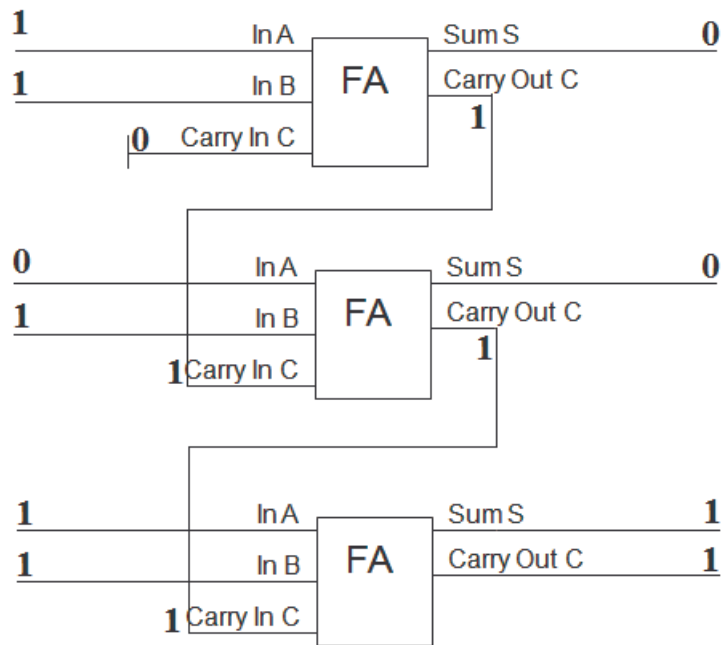 1 In A Sum S 0
1 In B FA Carry Out C
1
0 Carry In C
0 In A Sum S 0
1 In B FA Carry Out C
1
1 Carry In C
1 In A Sum S 1
1 In B FA Carry Out C 1
1 Carry In C